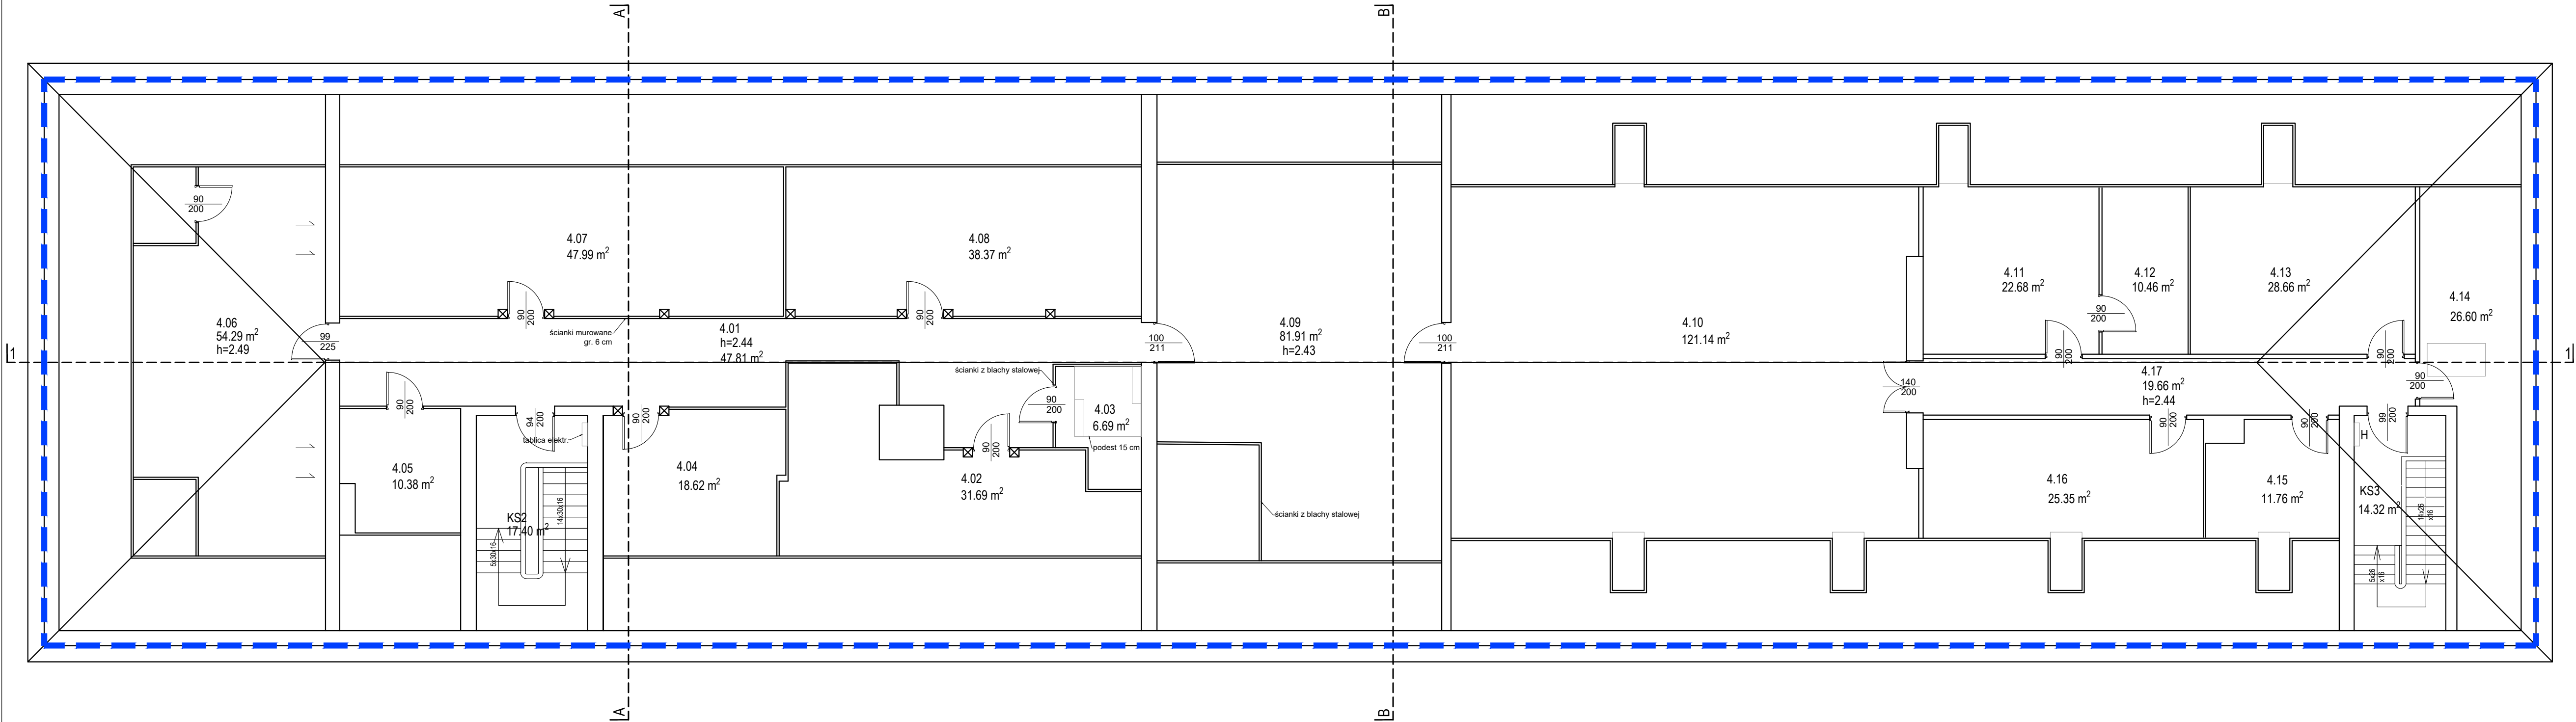 A
B
90
200
4.07
47.99 m²
4.08
38.37 m²
4.11
22.68 m²
4.12
10.46 m²
4.13
28.66 m²
4.14
26.60 m²
4.06
54.29 m²
h=2.49
99
225
90
200
ścianki murowane
gr. 6 cm
4.01
h=2.44
47.81 m²
90
200
100
211
4.09
81.91 m²
h=2.43
100
211
4.10
121.14 m²
90
200
90
200
90
200
1
1
ścianki z blachy stalowej
140
200
4.17
19.66 m²
h=2.44
90
200
90
200
94
200
tablica elektr.
90
200
90
200
90
200
4.03
6.69 m²
podest 15 cm
90
200
90
200
H
99
200
4.05
10.38 m²
4.04
18.62 m²
4.02
31.69 m²
4.16
25.35 m²
4.15
11.76 m²
KS3
14.32 m²
KS2
17.40 m²
14x30x16
5x30x16
ścianki z blachy stalowej
14x26
x16
5x26
x16
A
B